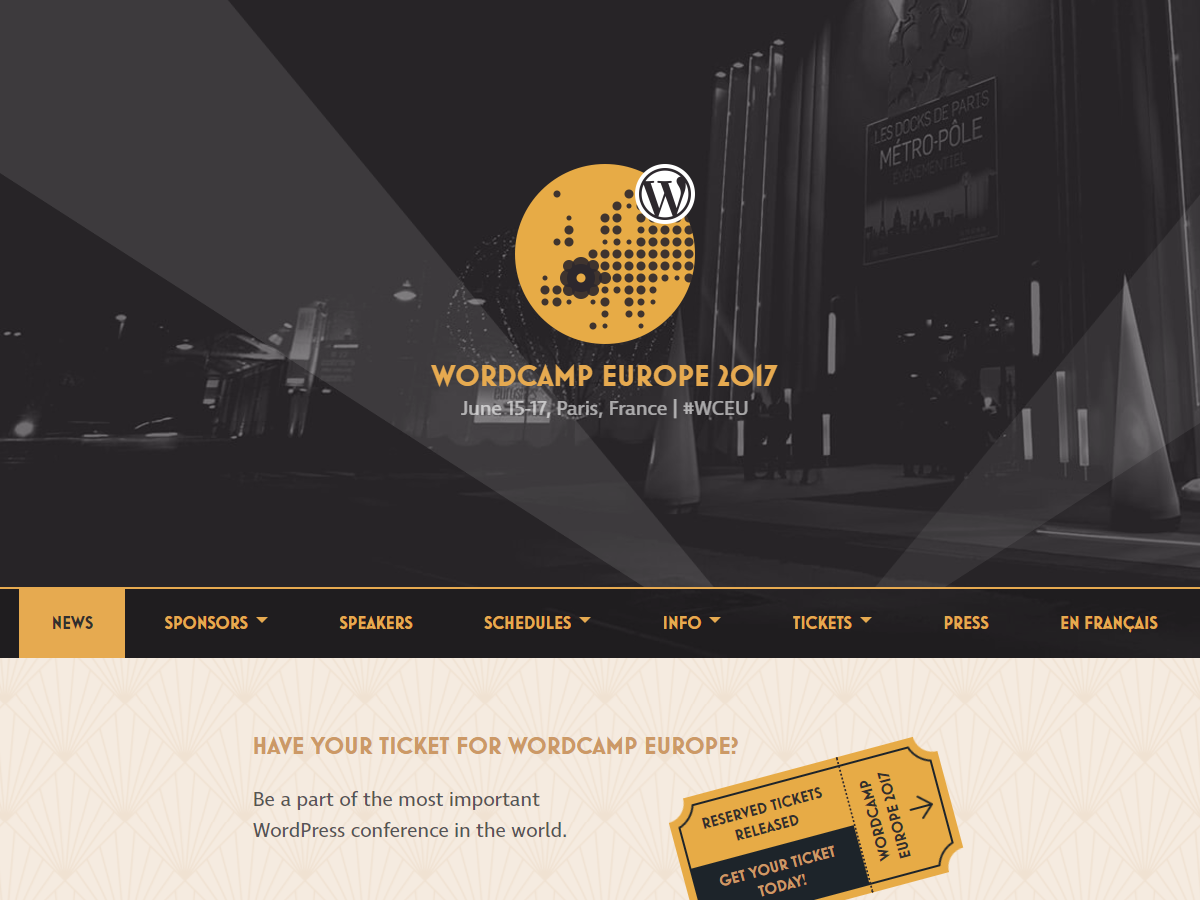 LES DOCKS DE PARIS
MÉTRO-PÔLE
ÉVÉNEMENTIEL
W
WORDCAMP EUROPE 2017
June 15-17, Paris, France | #WCEU
NEWS
SPONSORS
SPEAKERS
SCHEDULES
INFO
TICKETS
PRESS
EN FRANÇAIS
HAVE YOUR TICKET FOR WORDCAMP EUROPE?
Be a part of the most important
WordPress conference in the world.
RESERVED TICKETS
RELEASED
GET YOUR TICKET
TODAY!
WORDCAMP
EUROPE 2017